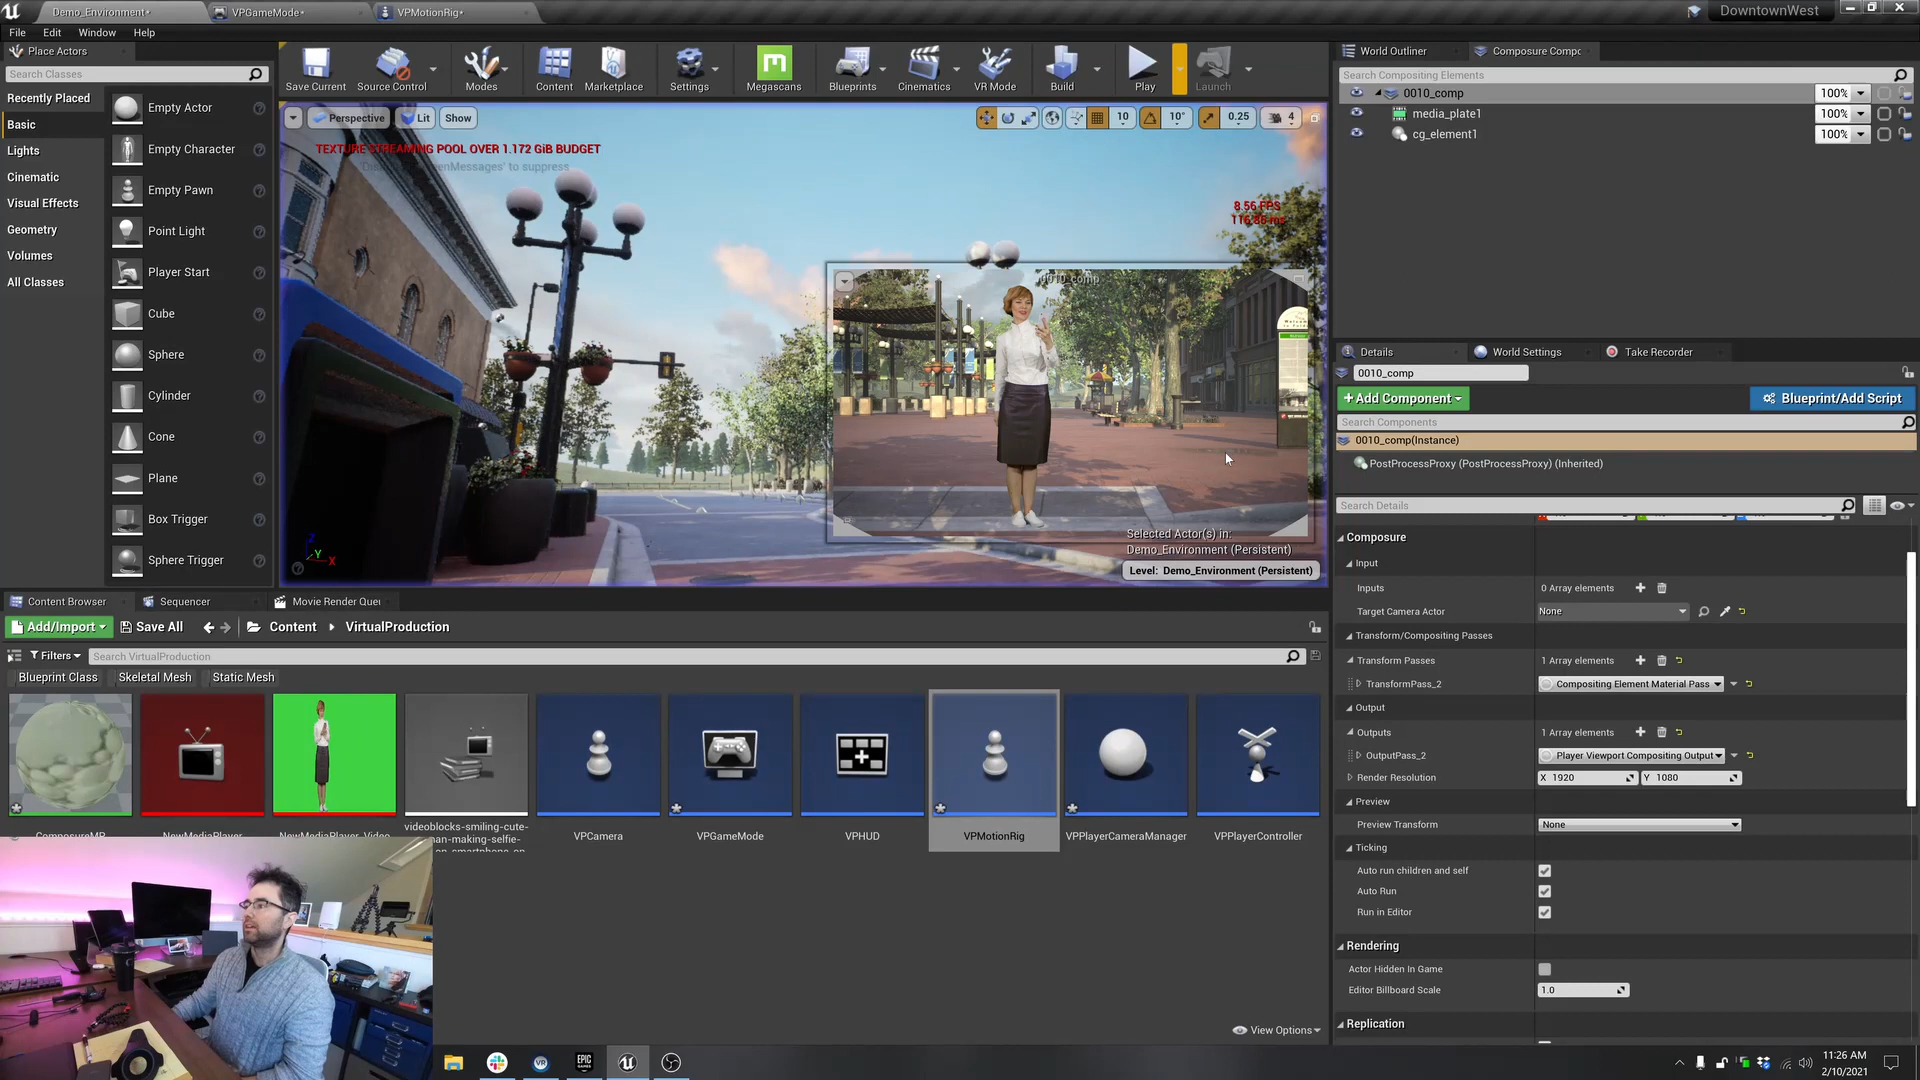 Demo_Environment*
VPGameMode*
VPMotionRig*
DowntownWest
File Edit Window Help
Place Actors
Search Classes
Recently Placed
Basic
Lights
Cinematic
Visual Effects
Geometry
Volumes
All Classes
Empty Actor
Empty Character
Empty Pawn
Point Light
Player Start
Cube
Sphere
Cylinder
Cone
Plane
Box Trigger
Sphere Trigger
Save Current
Source Control
Modes
Content
Marketplace
Settings
Megascans
Blueprints
Cinematics
VR Mode
Build
Play
Launch
Perspective
Lit
Show
10
10°
0.25
4
TEXTURE STREAMING POOL OVER 1.172 GiB BUDGET
to suppress
8.56 FPS
0010_comp
Selected Actor(s) in:
Demo_Environment (Persistent)
Level: Demo_Environment (Persistent)
World Outliner
Composure Compo
Search Compositing Elements
0010_comp 100%
media_plate1 100%
cg_element1 100%
Details
World Settings
Take Recorder
0010_comp
+Add Component
Blueprint/Add Script
Search Components
0010_comp(Instance)
PostProcessProxy (PostProcessProxy) (Inherited)
Search Details
Composure
Input
Inputs 0 Array elements
Target Camera Actor None
Transform/Compositing Passes
Transform Passes 1 Array elements
TransformPass_2 Compositing Element Material Pass
Output
Outputs 1 Array elements
OutputPass_2 Player Viewport Compositing Output
Render Resolution X 1920 Y 1080
Preview
Preview Transform None
Ticking
Auto run children and self
Auto Run
Run in Editor
Rendering
Actor Hidden In Game
Editor Billboard Scale 1.0
Replication
Content Browser
Sequencer
Movie Render Que
Add/Import
Save All
Content
VirtualProduction
Filters
Search VirtualProduction
Blueprint Class
Skeletal Mesh
Static Mesh
videoblocks-smiling-cute-
VPCamera
VPGameMode
VPHUD
VPMotionRig
VPPlayerCameraManager
VPPlayerController
View Options
11:26 AM
2/10/2021